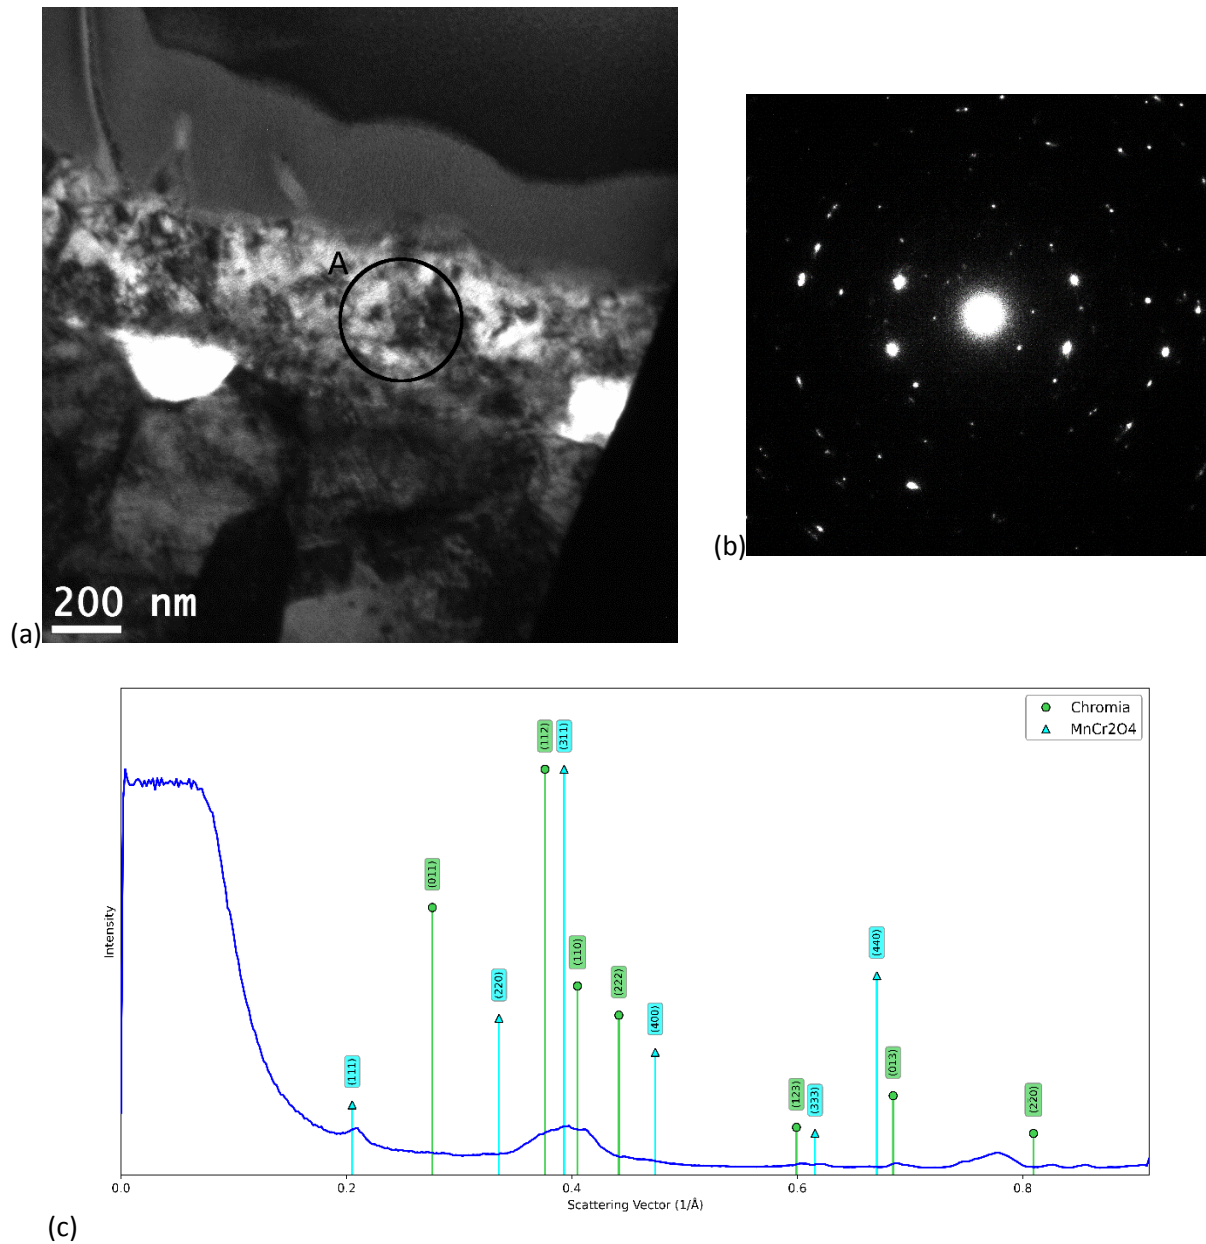 A
200 nm
(a)
(b)
Chromia
MnCr2O4
(112)
(311)
(011)
(110)
(440)
(220)
(222)
(400)
(111)
(013)
(123)
(333)
(220)
Intensity
0.0
0.2
0.4
0.6
0.8
Scattering Vector (1/Å)
(c)